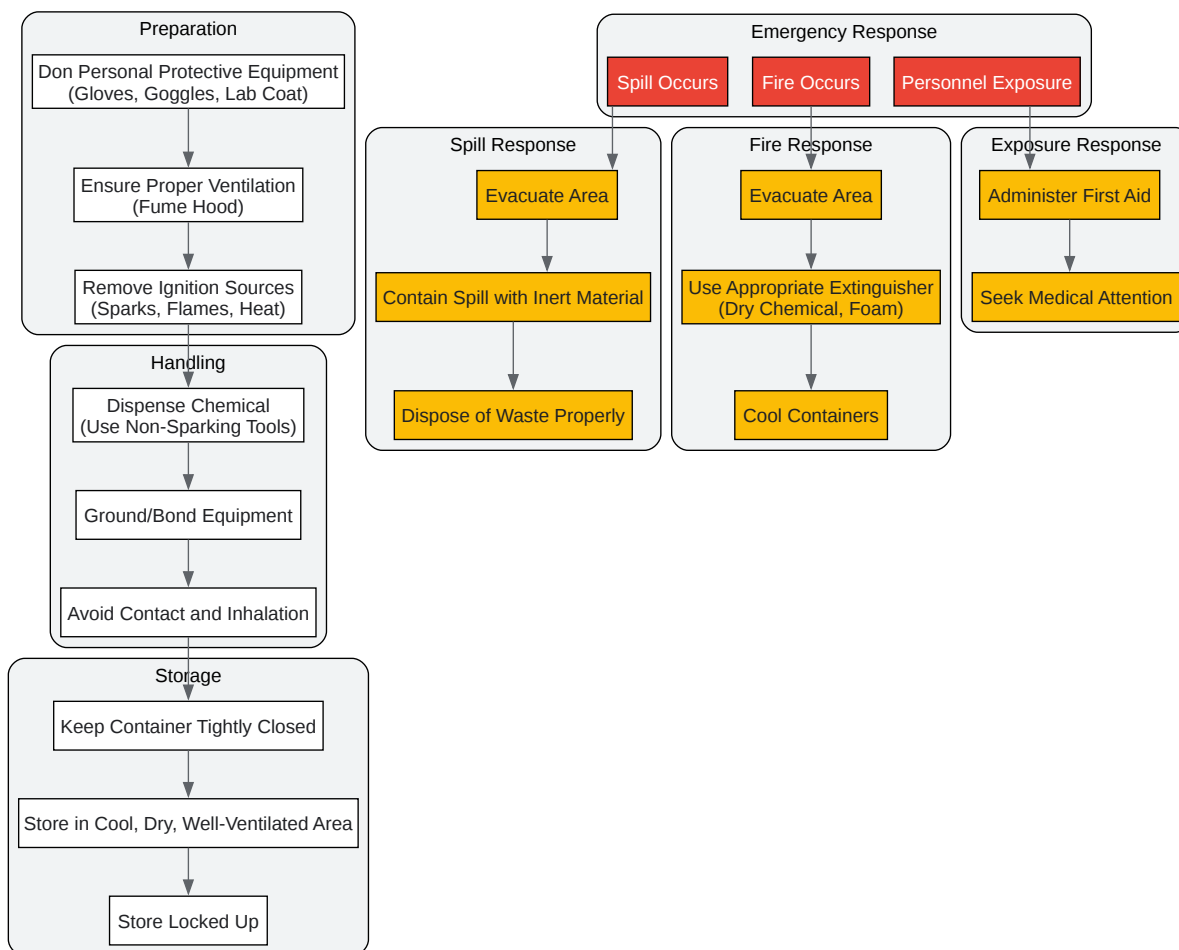 Preparation
Don Personal Protective Equipment
(Gloves, Goggles, Lab Coat)
Ensure Proper Ventilation
(Fume Hood)
Remove Ignition Sources
(Sparks, Flames, Heat)
Handling
Dispense Chemical
(Use Non-Sparking Tools)
Ground/Bond Equipment
Avoid Contact and Inhalation
Storage
Keep Container Tightly Closed
Store in Cool, Dry, Well-Ventilated Area
Store Locked Up
Emergency Response
Spill Occurs
Fire Occurs
Personnel Exposure
Spill Response
Evacuate Area
Contain Spill with Inert Material
Dispose of Waste Properly
Fire Response
Evacuate Area
Use Appropriate Extinguisher
(Dry Chemical, Foam)
Cool Containers
Exposure Response
Administer First Aid
Seek Medical Attention